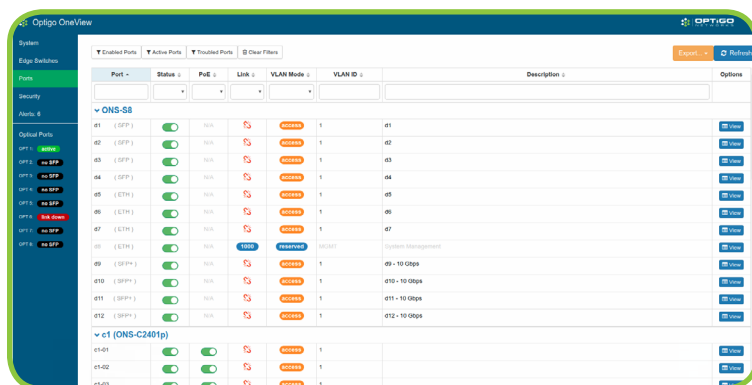 Optigo OneView
OPTIGO NETWORKS
System
Edge Switches
Ports
Security
Alerts: 6
Optical Ports
OPT 1: active
OPT 2: no SFP
OPT 3: no SFP
OPT 4: no SFP
OPT 5: no SFP
OPT 6: link down
OPT 7: no SFP
OPT 8: no SFP
Enabled Ports Active Ports Troubled Ports Clear Filters
Export... Refresh
Port Status PoE Link VLAN Mode VLAN ID Description Options
ONS-S8
d1 ( SFP ) N/A access 1 d1 View
d2 ( SFP ) N/A access 1 d2 View
d3 ( SFP ) N/A access 1 d3 View
d4 ( SFP ) N/A access 1 d4 View
d5 ( ETH ) N/A access 1 d5 View
d6 ( ETH ) N/A access 1 d6 View
d7 ( ETH ) N/A access 1 d7 View
d8 ( ETH ) N/A 1000 reserved MGMT System Management View
d9 ( SFP+ ) N/A access 1 d9 - 10 Gbps View
d10 ( SFP+ ) N/A access 1 d10 - 10 Gbps View
d11 ( SFP+ ) N/A access 1 d11 - 10 Gbps View
d12 ( SFP+ ) N/A access 1 d12 - 10 Gbps View
c1 (ONS-C2401p)
c1-01 access 1 View
c1-02 access 1 View
c1-03 access 1 View